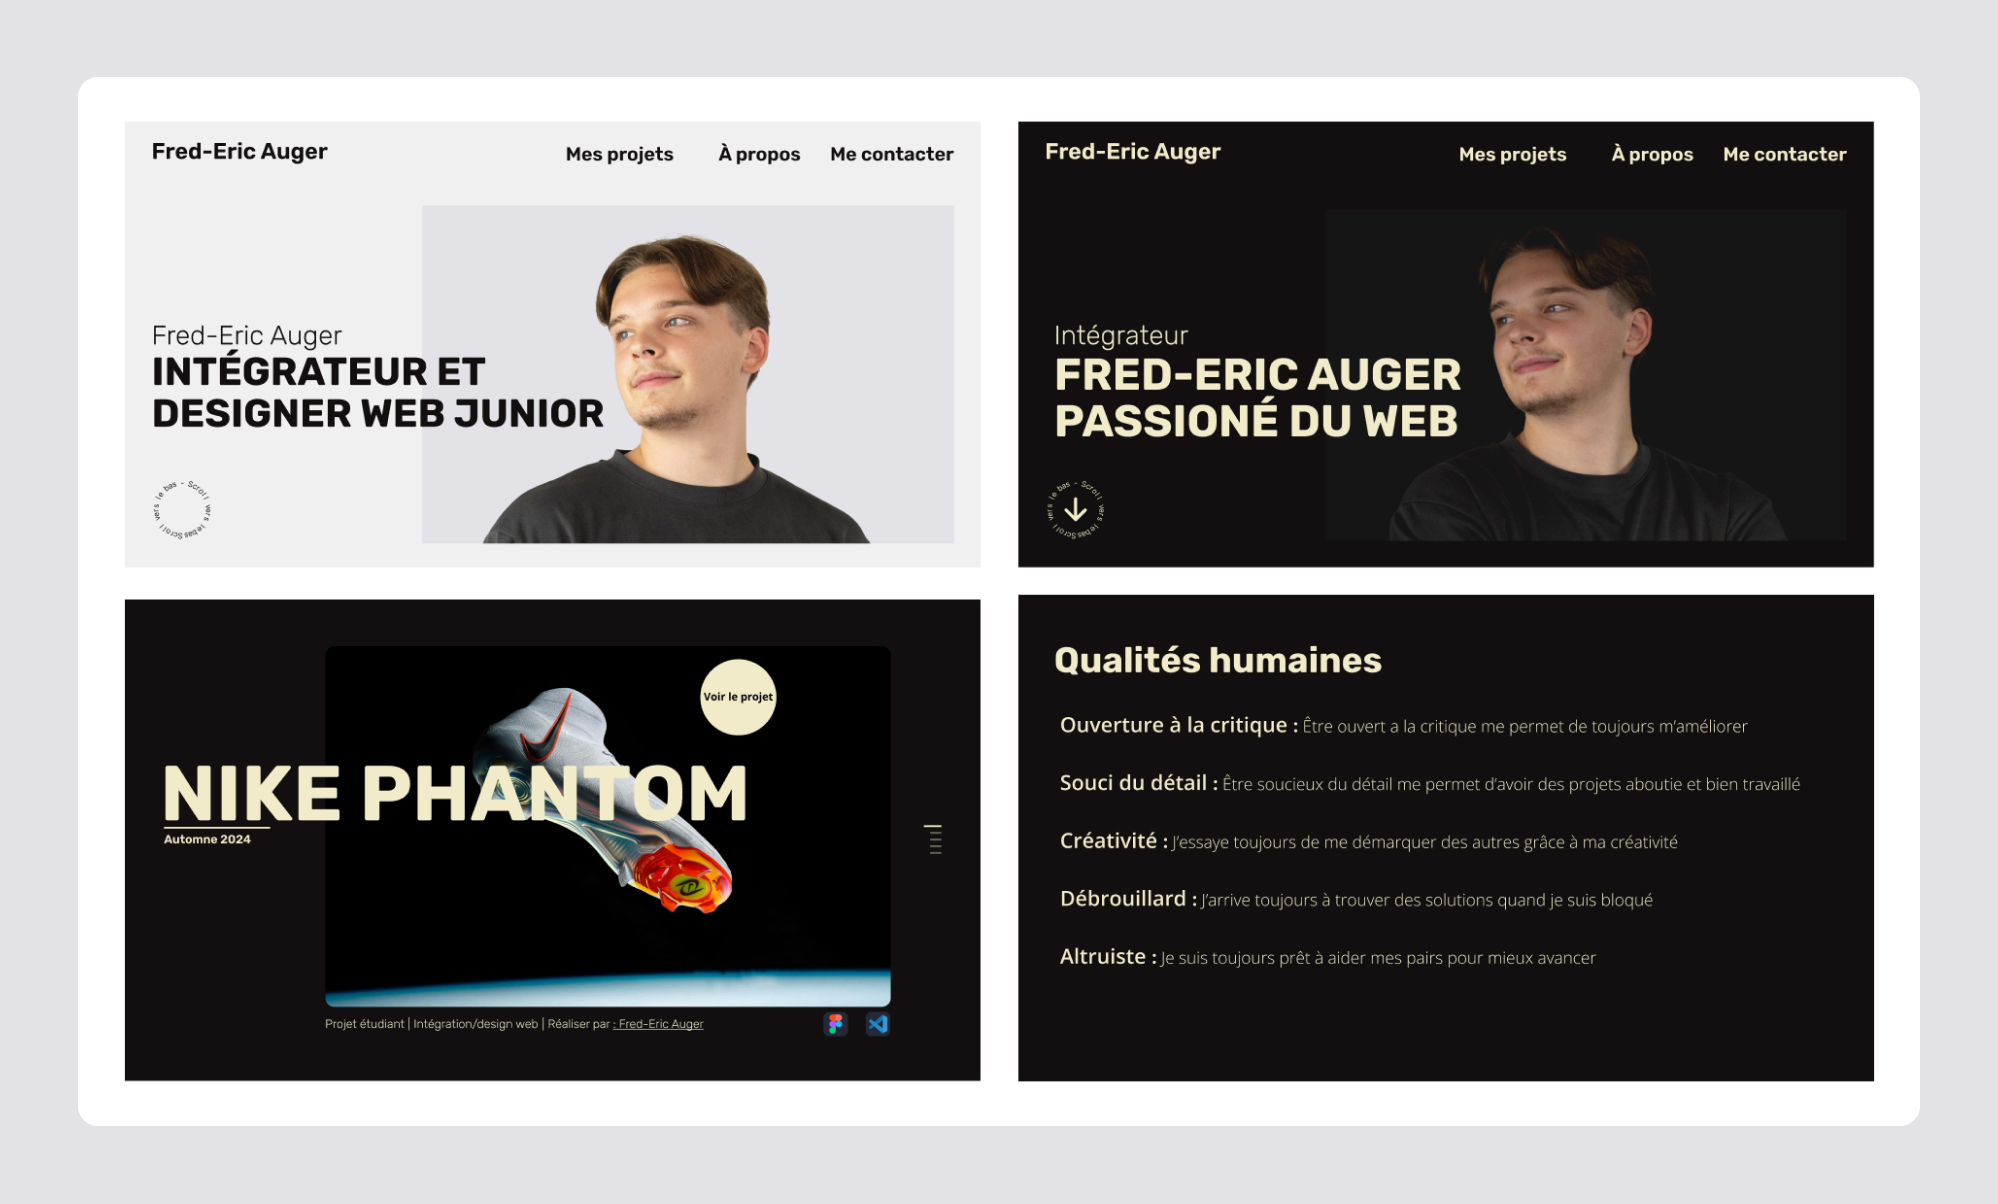 Fred-Eric Auger
Mes projets À propos Me contacter
Fred-Eric Auger
INTÉGRATEUR ET
DESIGNER WEB JUNIOR
Scroll vers le bas Scroll vers le bas -
Fred-Eric Auger
Mes projets À propos Me contacter
Intégrateur
FRED-ERIC AUGER
PASSIONÉ DU WEB
Scroll vers le bas Scroll vers le bas -
Voir le projet
NIKE PHANTOM
Automne 2024
Projet étudiant | Intégration/design web | Réaliser par : Fred-Eric Auger
Qualités humaines
Ouverture à la critique : Être ouvert a la critique me permet de toujours m’améliorer
Souci du détail : Être soucieux du détail me permet d’avoir des projets aboutie et bien travaillé
Créativité : J’essaye toujours de me démarquer des autres grâce à ma créativité
Débrouillard : J’arrive toujours à trouver des solutions quand je suis bloqué
Altruiste : Je suis toujours prêt à aider mes pairs pour mieux avancer